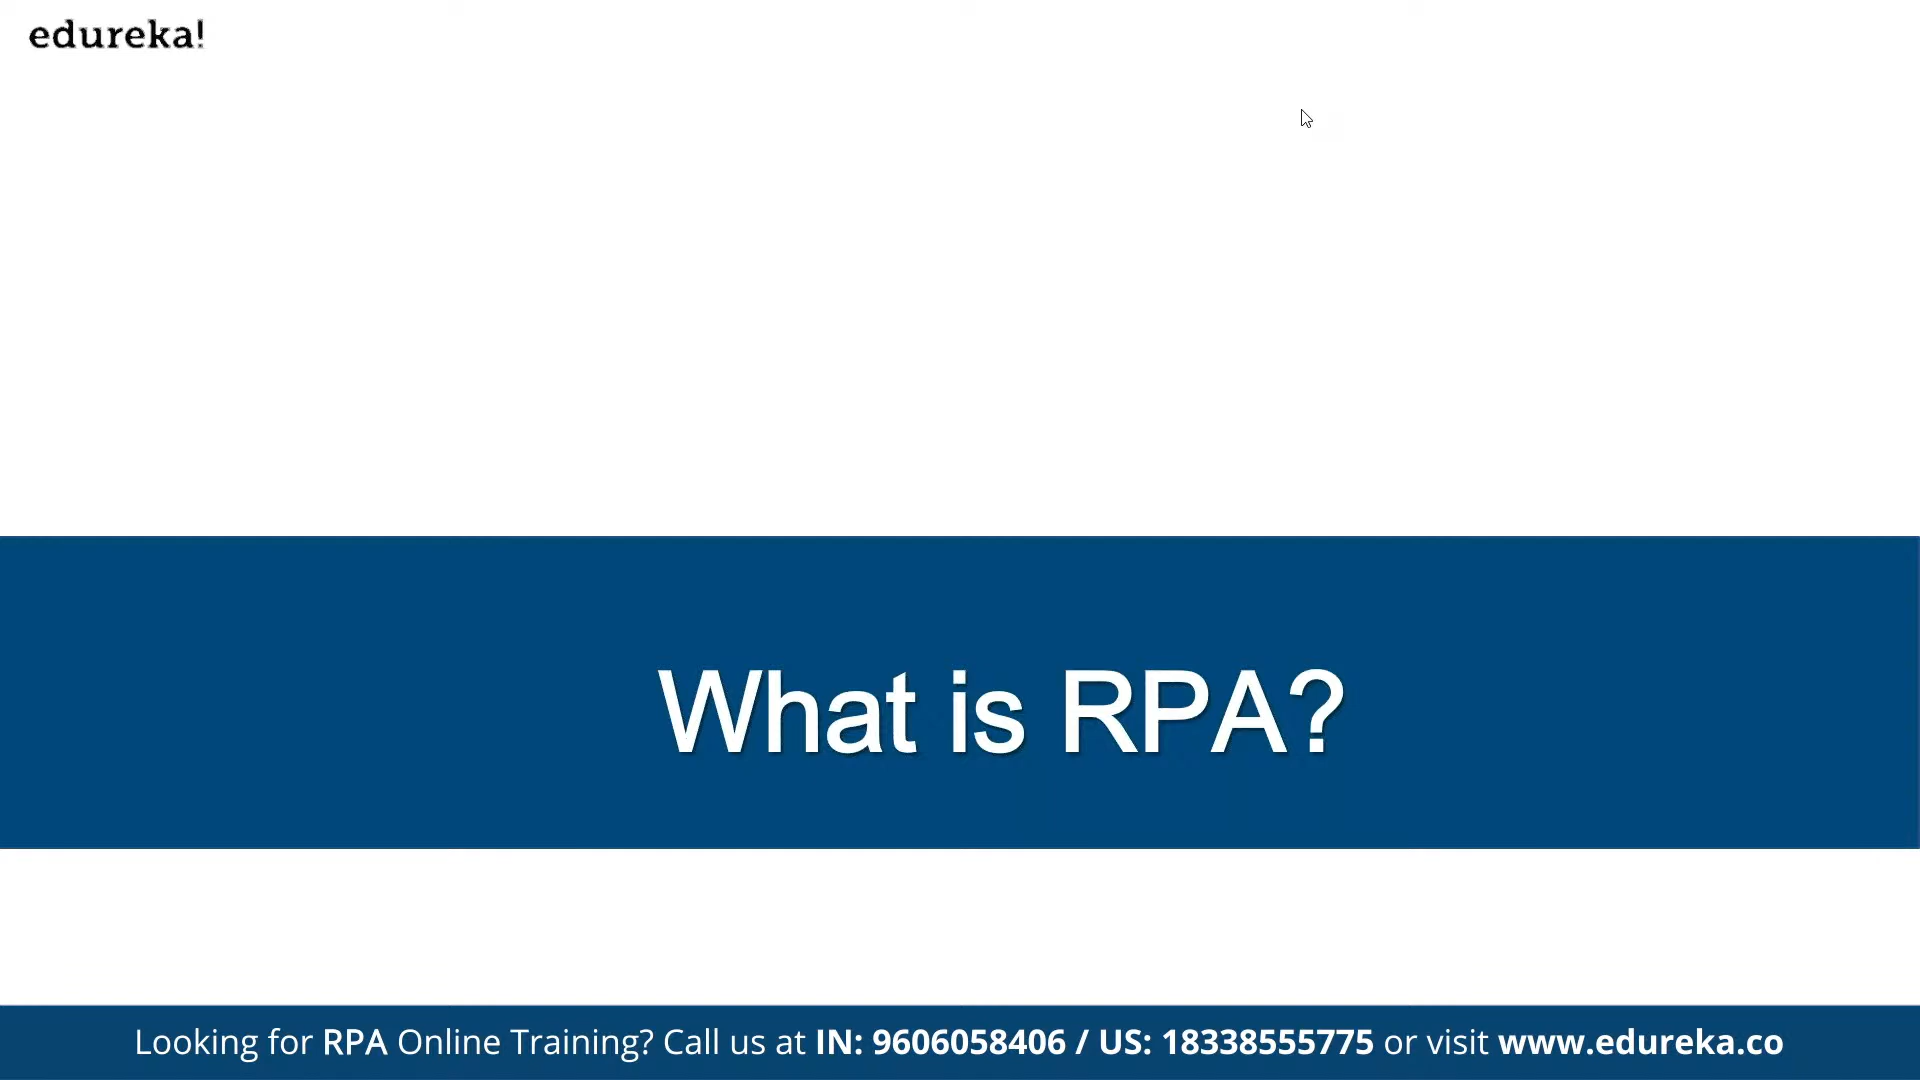 edureka!
What is RPA?
Looking for RPA Online Training? Call us at IN: 9606058406 / US: 18338555775 or visit www.edureka.co